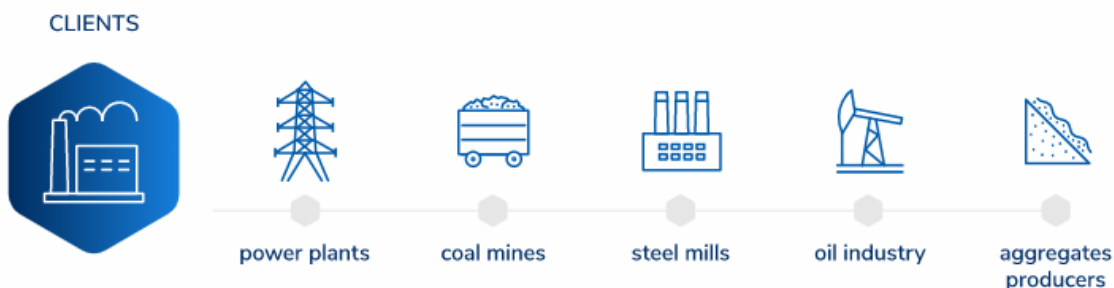 CLIENTS
power plants
coal mines
steel mills
oil industry
aggregates
producers